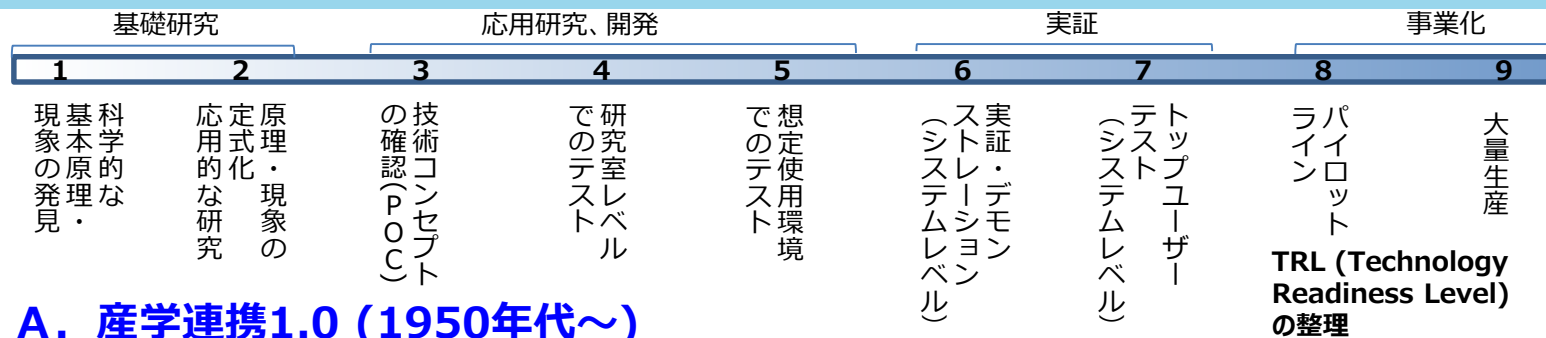 基礎研究
応用研究、開発
実証
事業化
1
2
3
4
5
6
7
8
9
科学的な
基本原理・
現象の発見
原理・現象の
定式化
応用的な研究
技術コンセプト
の確認(POC)
研究室レベル
でのテスト
想定使用環境
でのテスト
実証・デモン
ストレーション
(システムレベル)
トップユーザー
テスト
(システムレベル)
パイロット
ライン
大量生産
TRL (Technology
Readiness Level)
の整理
A．産学連携1.0 (1950年代～)